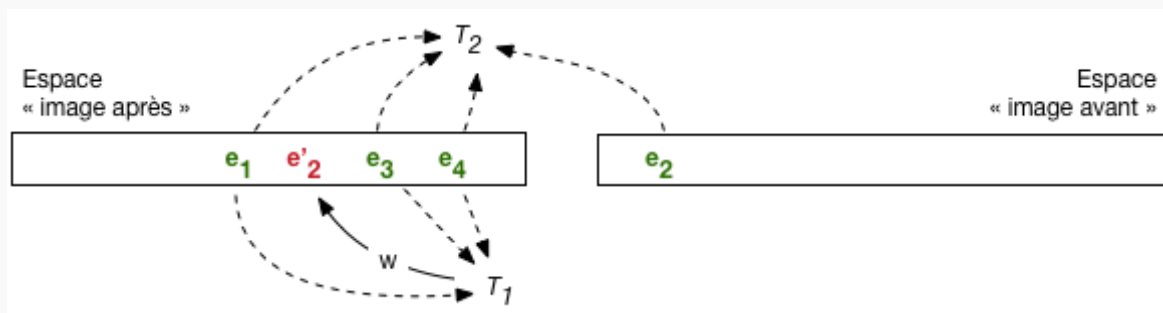 T2
Espace
« image après »
Espace
« image avant »
e1 e'2 e3 e4
e2
w
T1